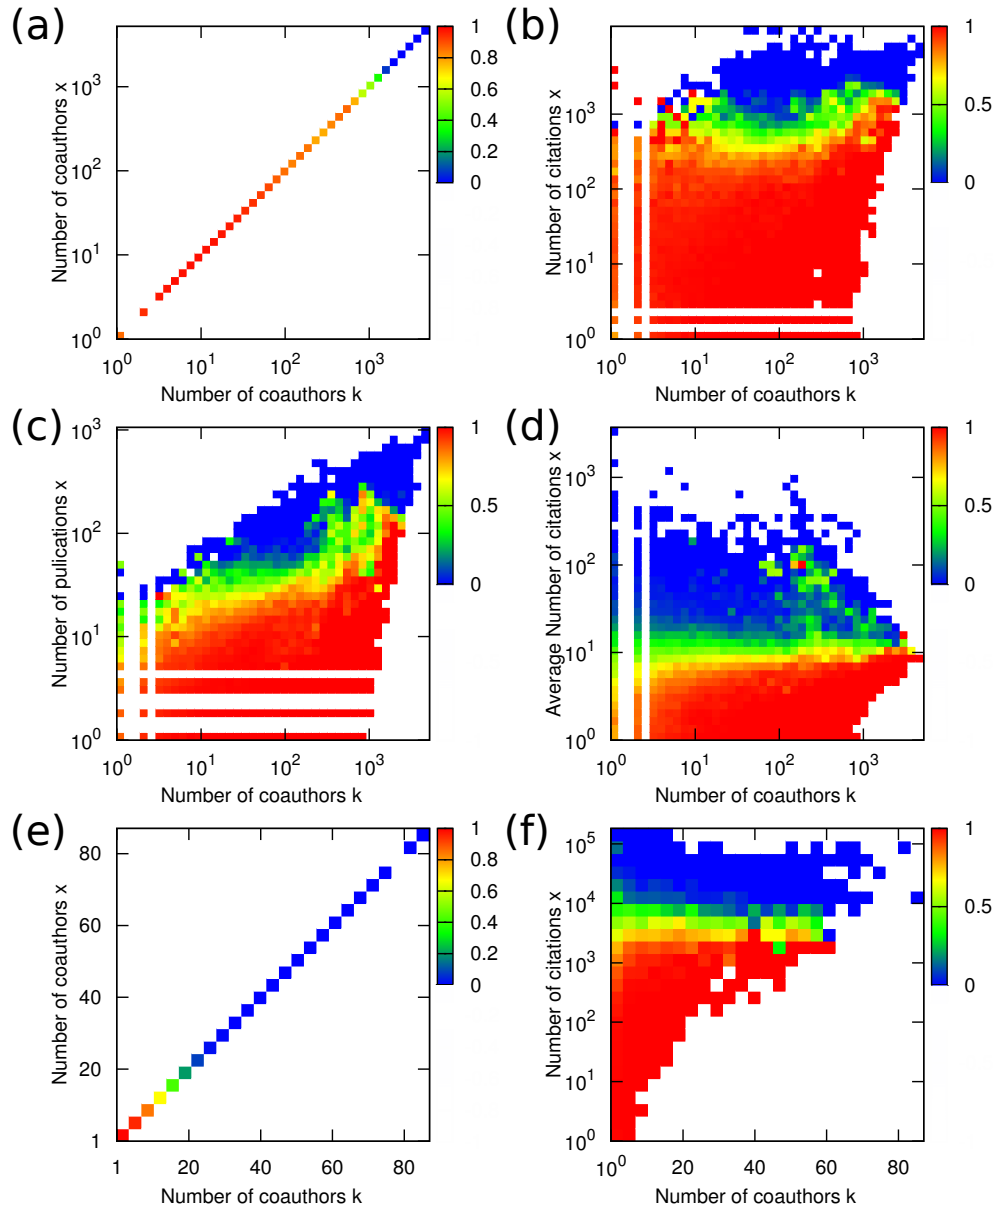 (a)
Number of coauthors x
10^3
10^2
10^1
10^0
10^0 10^1 10^2 10^3
Number of coauthors k
1
0.8
0.6
0.4
0.2
0
(b)
Number of citations x
10^3
10^2
10^1
10^0
10^0 10^1 10^2 10^3
Number of coauthors k
1
0.5
0
(c)
Number of pulications x
10^3
10^2
10^1
10^0
10^0 10^1 10^2 10^3
Number of coauthors k
1
0.5
0
(d)
Average Number of citations x
10^3
10^2
10^1
10^0
10^0 10^1 10^2 10^3
Number of coauthors k
1
0.5
0
(e)
Number of coauthors x
80
60
40
20
1
1 20 40 60 80
Number of coauthors k
1
0.8
0.6
0.4
0.2
0
(f)
Number of citations x
10^5
10^4
10^3
10^2
10^1
10^0
10^0 20 40 60 80
Number of coauthors k
1
0.5
0